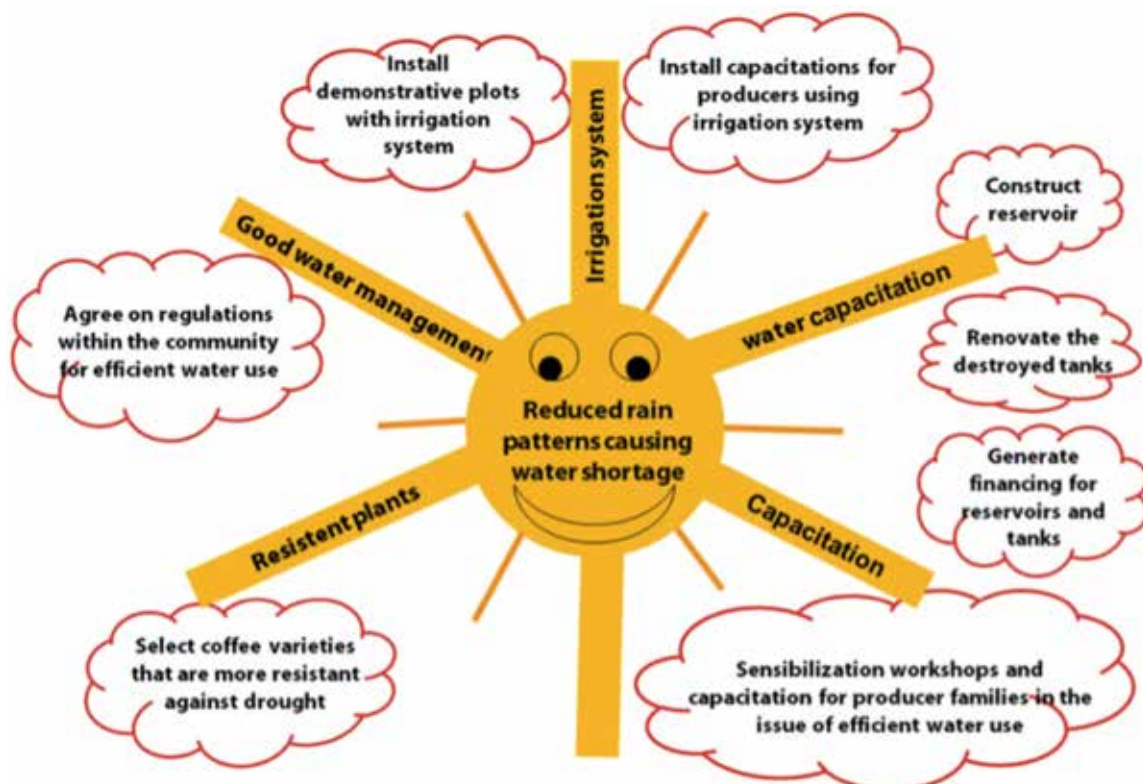 Install
demonstrative plots
with irrigation
system
Irrigation system
Install capacitations for
producers using
irrigation system
Construct
reservoir
Good water management
water capacitation
Agree on regulations
within the community
for efficient water use
Renovate the
destroyed tanks
Reduced rain
patterns causing
water shortage
Generate
financing for
reservoirs and
tanks
Resistent plants
Capacitation
Select coffee varieties
that are more resistant
against drought
Sensibilization workshops and
capacitation for producer families in the
issue of efficient water use